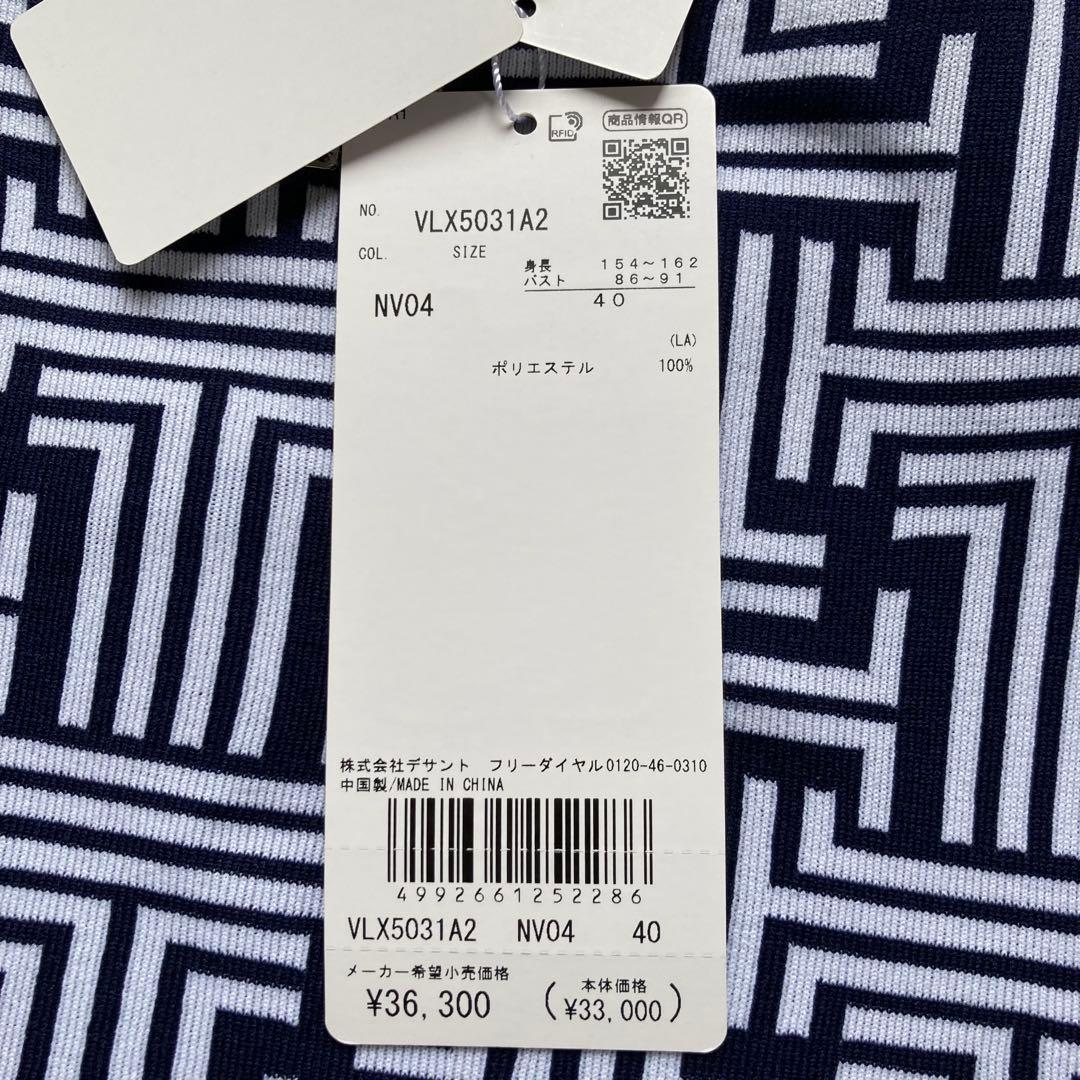 RFID
商品情報QR
NO. VLX5031A2
COL. SIZE
身長 154～162
バスト 86～91
NV04 40
(LA)
ポリエステル 100%
株式会社デサント フリーダイヤル0120-46-0310
中国製/MADE IN CHINA
4992661252286
VLX5031A2 NV04 40
メーカー希望小売価格
¥36,300
(本体価格
¥33,000)